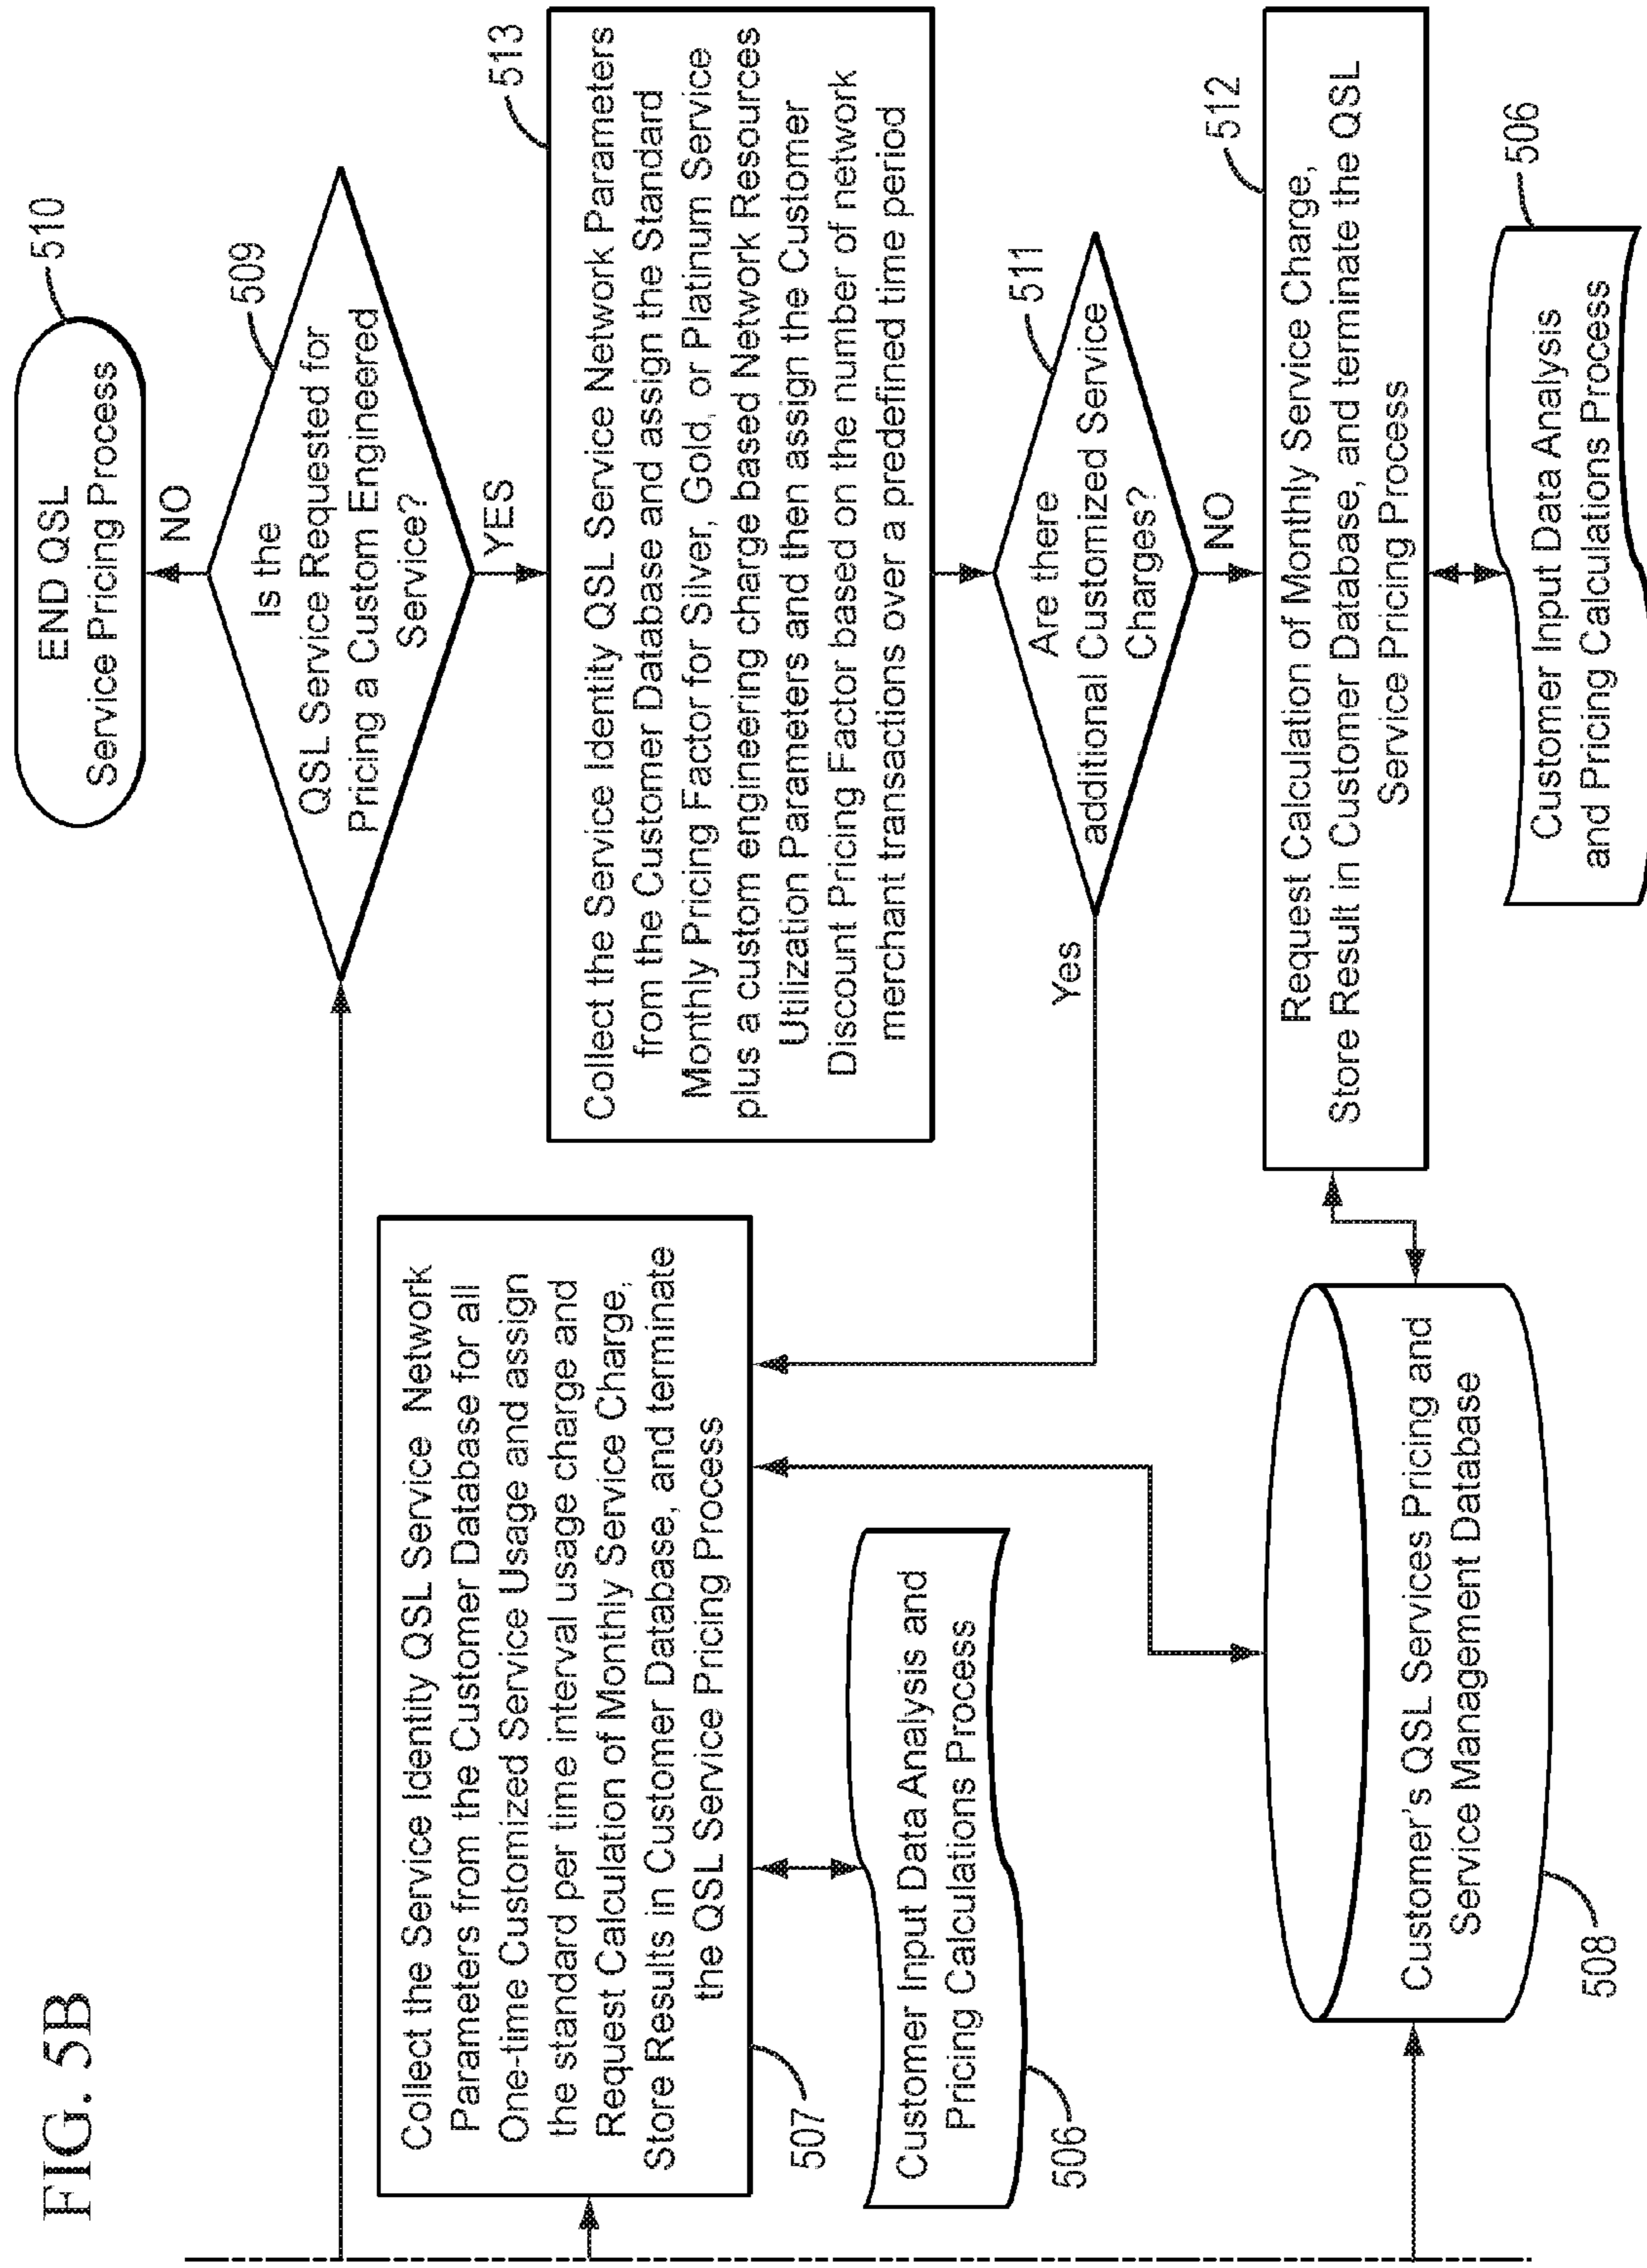 FIG. 5B
END QSL
Service Pricing Process
510
NO
Is the
QSL Service Requested for
Pricing a Custom Engineered
Service?
509
YES
Collect the Service Identity QSL Service Network Parameters
from the Customer Database and assign the Standard
Monthly Pricing Factor for Silver, Gold, or Platinum Service
plus a custom engineering charge based Network Resources
Utilization Parameters and then assign the Customer
Discount Pricing Factor based on the number of network
merchant transactions over a predefined time period
513
Collect the Service Identity QSL Service Network
Parameters from the Customer Database for all
One-time Customized Service Usage and assign
the standard per time interval usage charge and
Request Calculation of Monthly Service Charge,
Store Results in Customer Database, and terminate
the QSL Service Pricing Process
507
Customer Input Data Analysis and
Pricing Calculations Process
506
Are there
additional Customized Service
Charges?
511
Yes
NO
Request Calculation of Monthly Service Charge,
Store Result in Customer Database, and terminate the QSL
Service Pricing Process
512
Customer's QSL Services Pricing and
Service Management Database
508
Customer Input Data Analysis
and Pricing Calculations Process
506